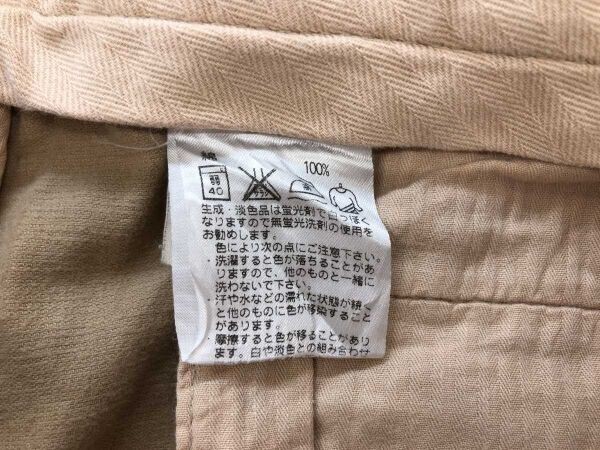 綿 100%
弱
40
生成・淡色品は蛍光剤で白っぽく
なりますので無蛍光洗剤の使用を
お勧めします。
色により次の点にご注意下さい。
・洗濯すると色が落ちることがあ
りますので、他のものと一緒に
洗わないで下さい。
・汗や水などの濡れた状態が続く
と他のものに色が移染すること
があります。
・摩擦すると色が移ることがあり
ます。白や淡色との組み合わせ